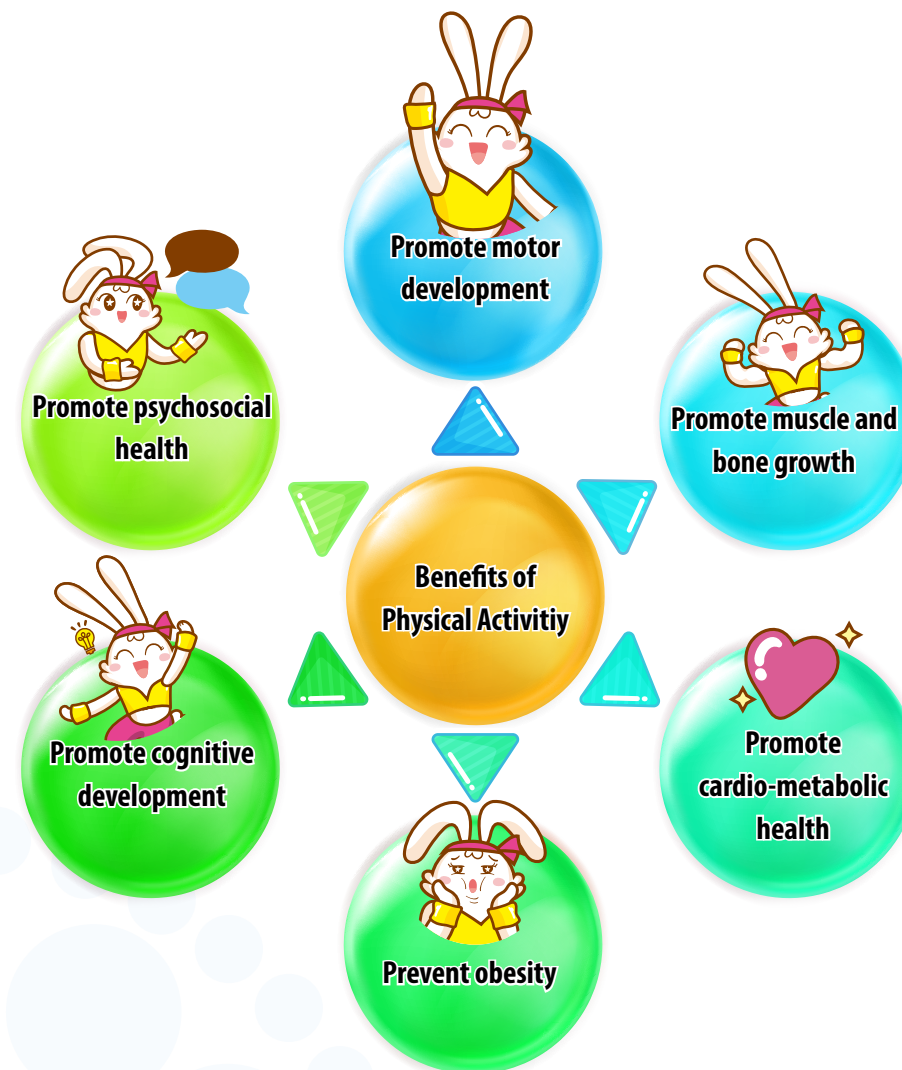 Promote motor
development
Promote psychosocial
health
Promote muscle and
bone growth
Benefits of
Physical Activitiy
Promote cognitive
development
Promote
cardio-metabolic
health
Prevent obesity